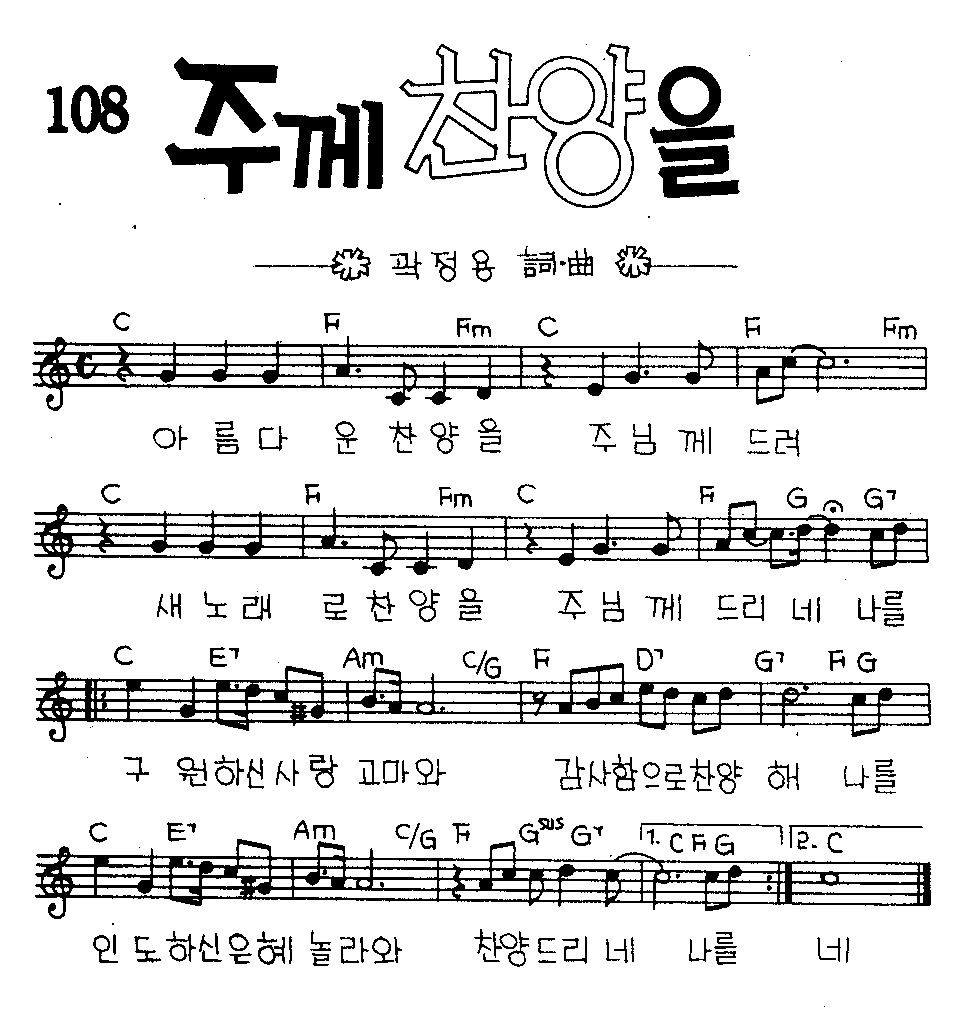 108 주께 찬양을
곽정용 詞·曲
C F Fm C F Fm
아 름 다 운 찬 양 을 주 님 께 드려
C F Fm C F G G7
새 노 래 로 찬 양 을 주 님 께 드리 네 나를
C E7 Am C/G F D7 G7 F G
구 원하신사 랑 고마와 감사함으로찬양 해 나를
C E7 Am C/G F Gsus G7 1. C F G 2. C
인 도하신은혜 놀라와 찬양드리 네 나를 네